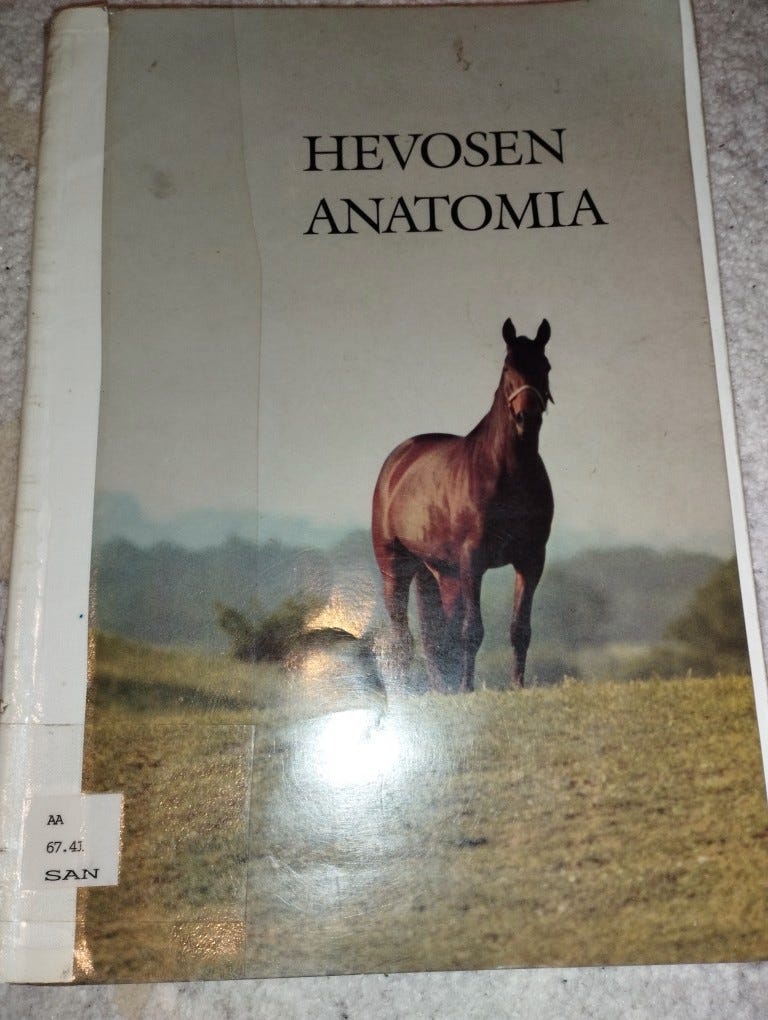 HEVOSEN
ANATOMIA
AA
67.41
SAN